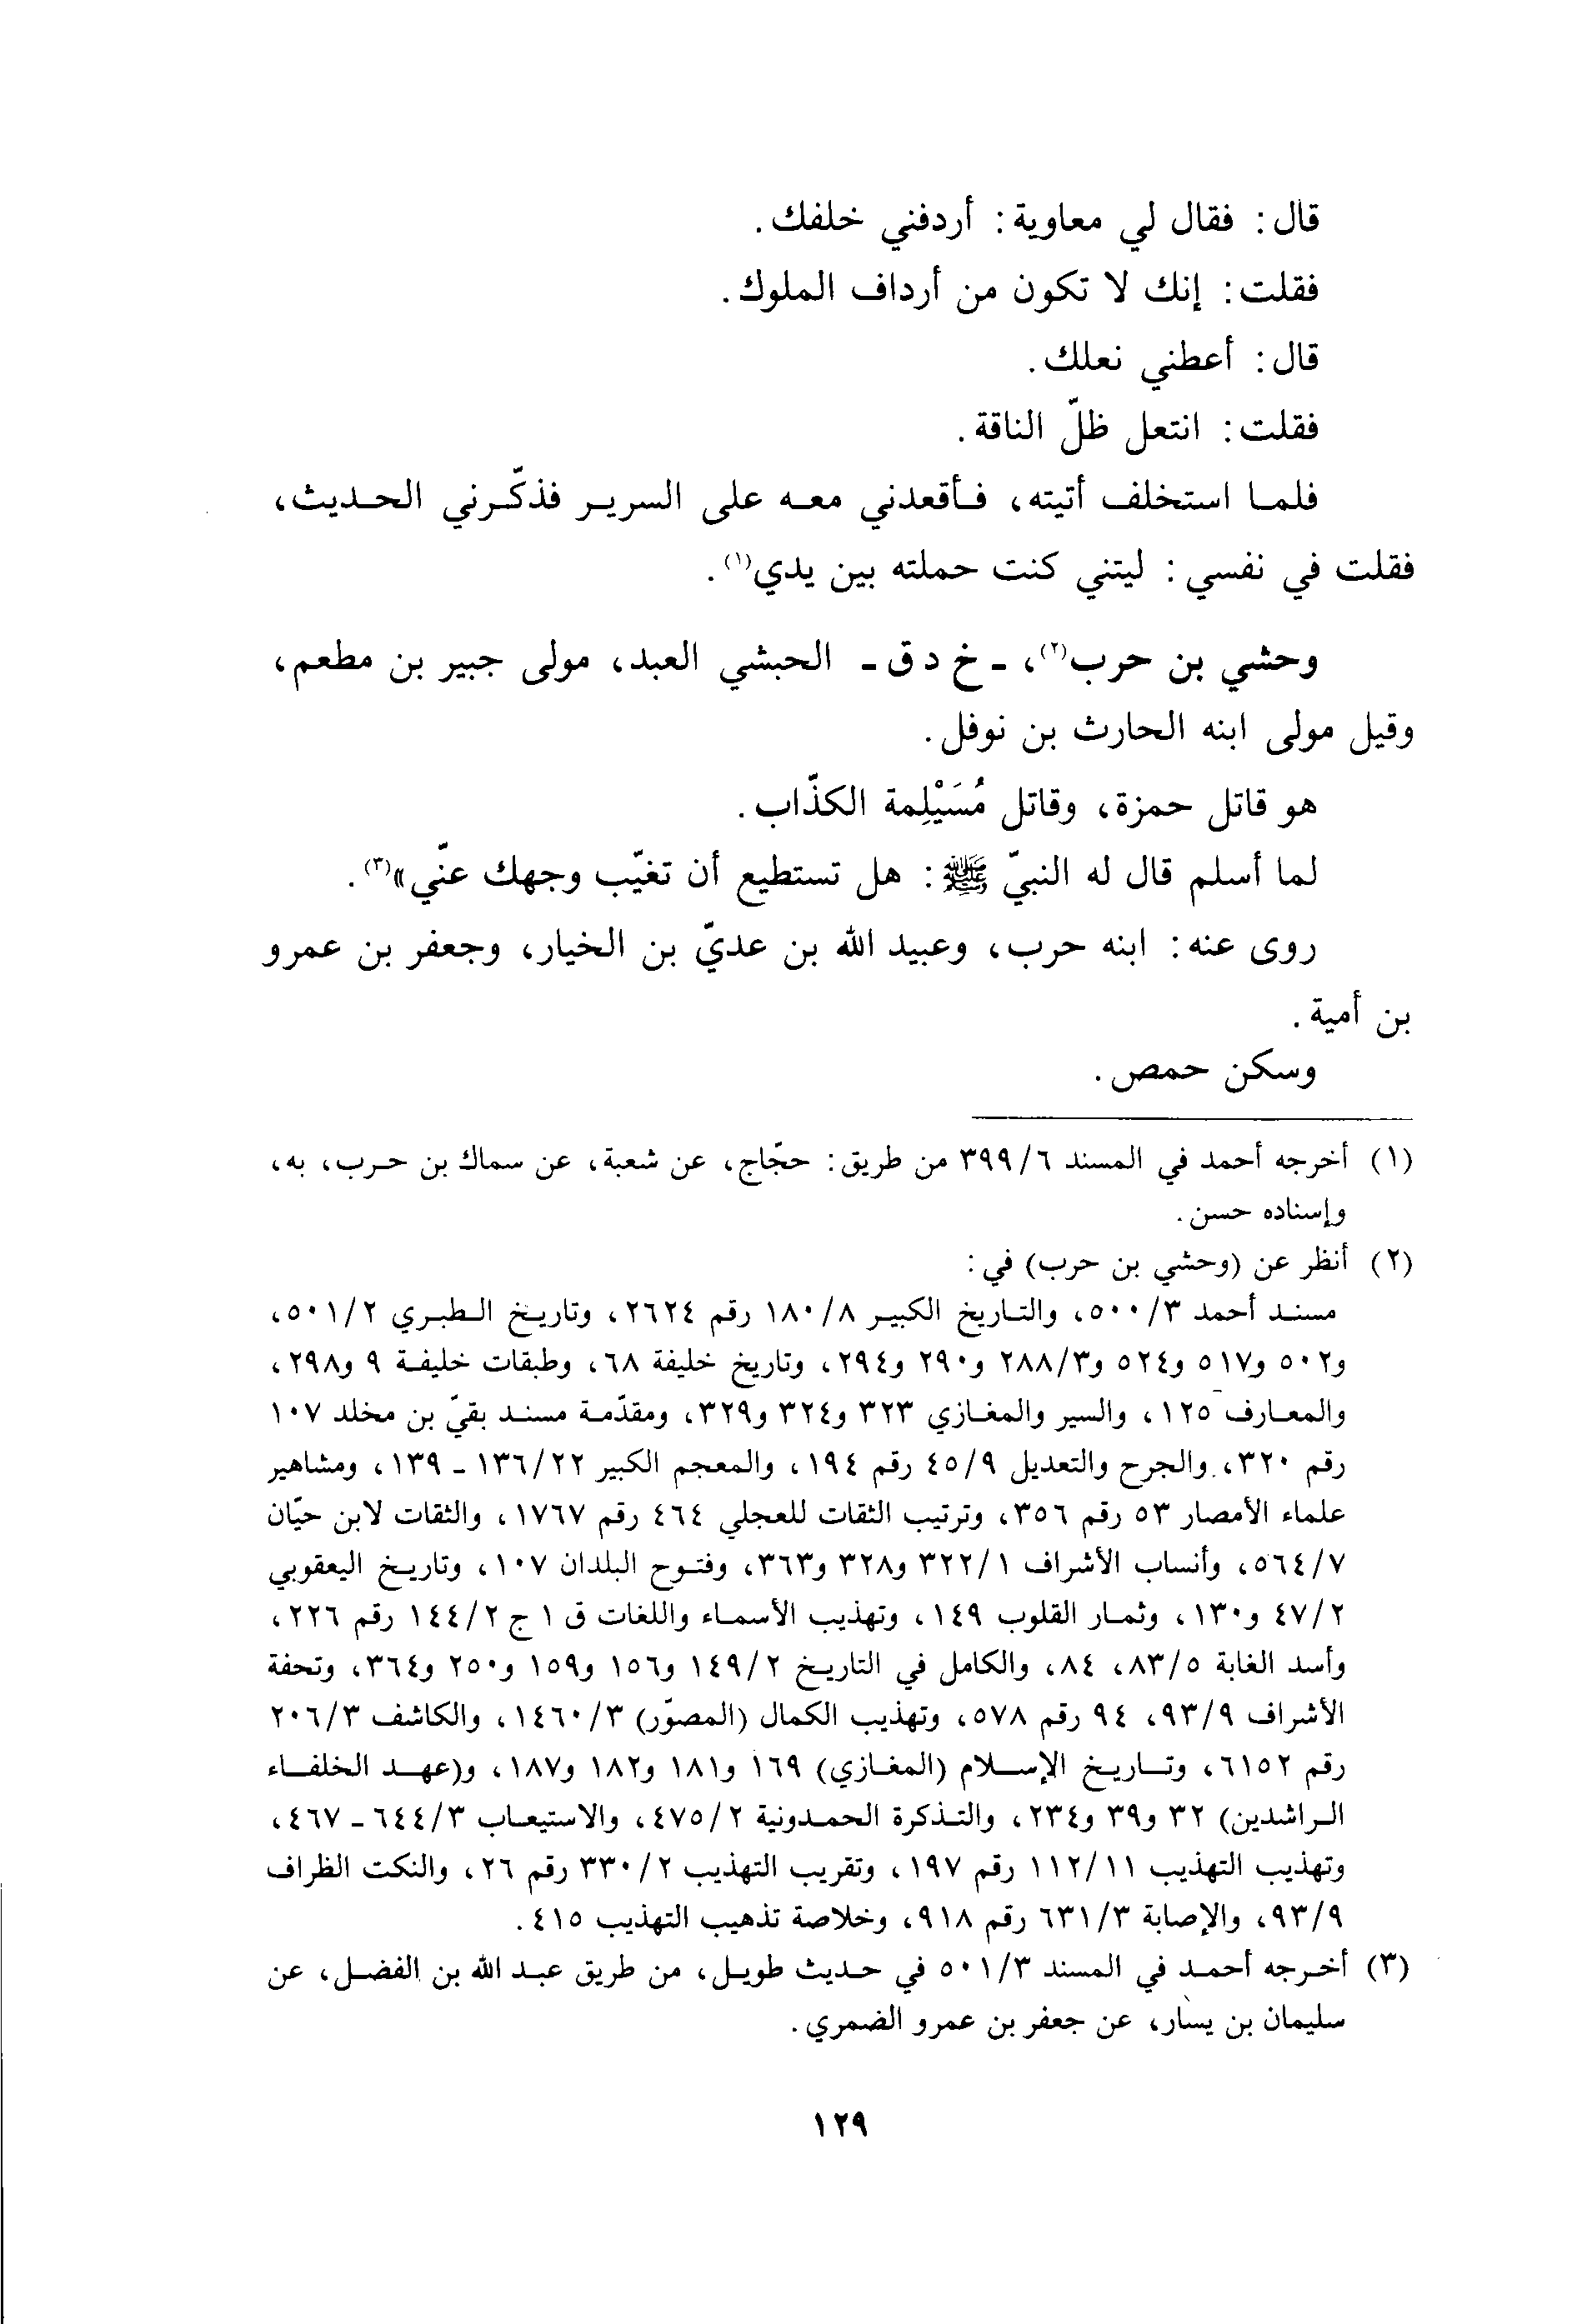 قال: فقال لي معاوية: أردفني خلفك.
فقلت: إنك لا تكون من أرداف الملوك.
قال: أعطني نعلك.
فقلت: انتعل ظلّ الناقة.
فلما استخلف أتيته، فأقعدني معه على السرير فذكّرني الحديث،
فقلت في نفسي: ليتني كنت حملته بين يدي(١).
وحشي بن حرب(٢)، - خ د ق - الحبشي العبد، مولى جبير بن مطعم،
وقيل مولى ابنه الحارث بن نوفل.
هو قاتل حمزة، وقاتل مُسَيْلِمة الكذّاب.
لما أسلم قال له النبيّ ﷺ: هل تستطيع أن تغيّب وجهك عنّي»(٣).
روى عنه: ابنه حرب، وعبيد الله بن عديّ بن الخيار، وجعفر بن عمرو
بن أمية.
وسكن حمص.
(١) أخرجه أحمد في المسند ٣٩٩/٦ من طريق: حجّاج، عن شعبة، عن سماك بن حرب، به،
وإسناده حسن.
(٢) أنظر عن (وحشي بن حرب) في:
مسند أحمد ٥٠٠/٣، والتاريخ الكبير ١٨٠/٨ رقم ٢٦٢٤، وتاريخ الطبري ٥٠١/٢،
و٥٠٢ و٥١٧ و٥٢٤ و٢٨٨/٣ و٢٩٠ و٢٩٤، وتاريخ خليفة ٦٨، وطبقات خليفة ٩ و٢٩٨،
والمعارف ١٢٥، والسير والمغازي ٣٢٣ و٣٢٤ و٣٢٩، ومقدّمة مسند بقيّ بن مخلد ١٠٧
رقم ٣٢٠، والجرح والتعديل ٤٥/٩ رقم ١٩٤، والمعجم الكبير ١٣٦/٢٢ - ١٣٩، ومشاهير
علماء الأمصار ٥٣ رقم ٣٥٦، وترتيب الثقات للعجلي ٤٦٤ رقم ١٧٦٧، والثقات لابن حيّان
٥٦٤/٧، وأنساب الأشراف ٣٢٢/١ و٣٢٨ و٣٦٣، وفتوح البلدان ١٠٧، وتاريخ اليعقوبي
٤٧/٢ و١٣٠، وثمار القلوب ١٤٩، وتهذيب الأسماء واللغات ق ١ ج ١٤٤/٢ رقم ٢٢٦،
وأسد الغابة ٨٣/٥، ٨٤، والكامل في التاريخ ١٤٩/٢ و١٥٦ و١٥٩ و٢٥٠ و٣٦٤، وتحفة
الأشراف ٩٣/٩، ٩٤ رقم ٥٧٨، وتهذيب الكمال (المصوّر) ١٤٦٠/٣، والكاشف ٢٠٦/٣
رقم ٦١٥٢، وتاريخ الإسلام (المغازي) ١٦٩ و١٨١ و١٨٢ و١٨٧، و(عهد الخلفاء
الراشدين) ٣٢ و٣٩ و٢٣٤، والتذكرة الحمدونية ٤٧٥/٢، والاستيعاب ٦٤٤/٣ - ٤٦٧،
وتهذيب التهذيب ١١٢/١١ رقم ١٩٧، وتقريب التهذيب ٣٣٠/٢ رقم ٢٦، والنكت الظراف
٩٣/٩، والإصابة ٦٣١/٣ رقم ٩١٨، وخلاصة تذهيب التهذيب ٤١٥.
(٣) أخرجه أحمد في المسند ٥٠١/٣ في حديث طويل، من طريق عبد الله بن الفضل، عن
سليمان بن يسار، عن جعفر بن عمرو الضمري.
١٢٩